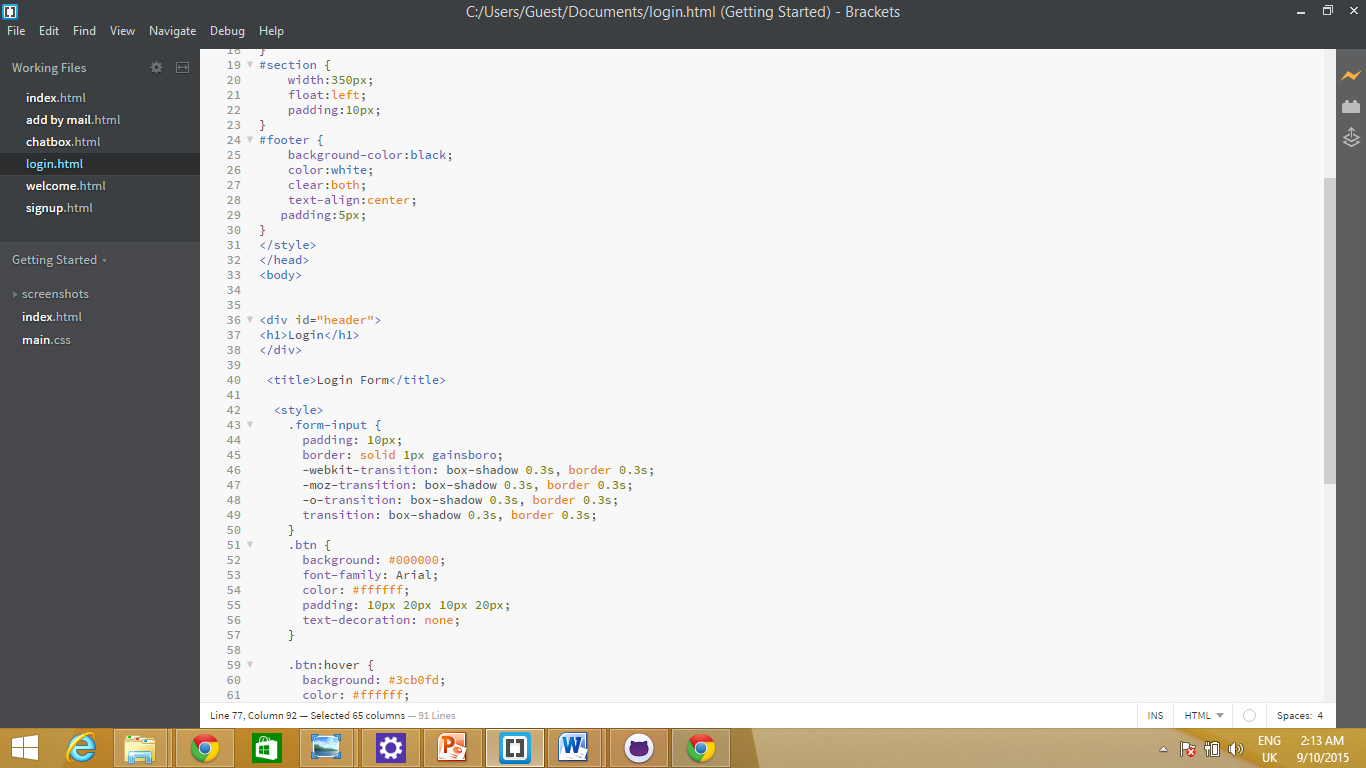 C:/Users/Guest/Documents/login.html (Getting Started) - Brackets
File Edit Find View Navigate Debug Help
Working Files
index.html
add by mail.html
chatbox.html
login.html
welcome.html
signup.html
Getting Started
screenshots
index.html
main.css
18 }
19 #section {
20     width:350px;
21     float:left;
22     padding:10px;
23 }
24 #footer {
25     background-color:black;
26     color:white;
27     clear:both;
28     text-align:center;
29    padding:5px;
30 }
31 </style>
32 </head>
33 <body>
34
35
36 <div id="header">
37 <h1>Login</h1>
38 </div>
39
40  <title>Login Form</title>
41
42   <style>
43     .form-input {
44       padding: 10px;
45       border: solid 1px gainsboro;
46       -webkit-transition: box-shadow 0.3s, border 0.3s;
47       -moz-transition: box-shadow 0.3s, border 0.3s;
48       -o-transition: box-shadow 0.3s, border 0.3s;
49       transition: box-shadow 0.3s, border 0.3s;
50     }
51     .btn {
52       background: #000000;
53       font-family: Arial;
54       color: #ffffff;
55       padding: 10px 20px 10px 20px;
56       text-decoration: none;
57     }
58
59     .btn:hover {
60       background: #3cb0fd;
61       color: #ffffff;
Line 77, Column 92 — Selected 65 columns — 91 Lines
INS HTML Spaces: 4
ENG 2:13 AM
UK 9/10/2015